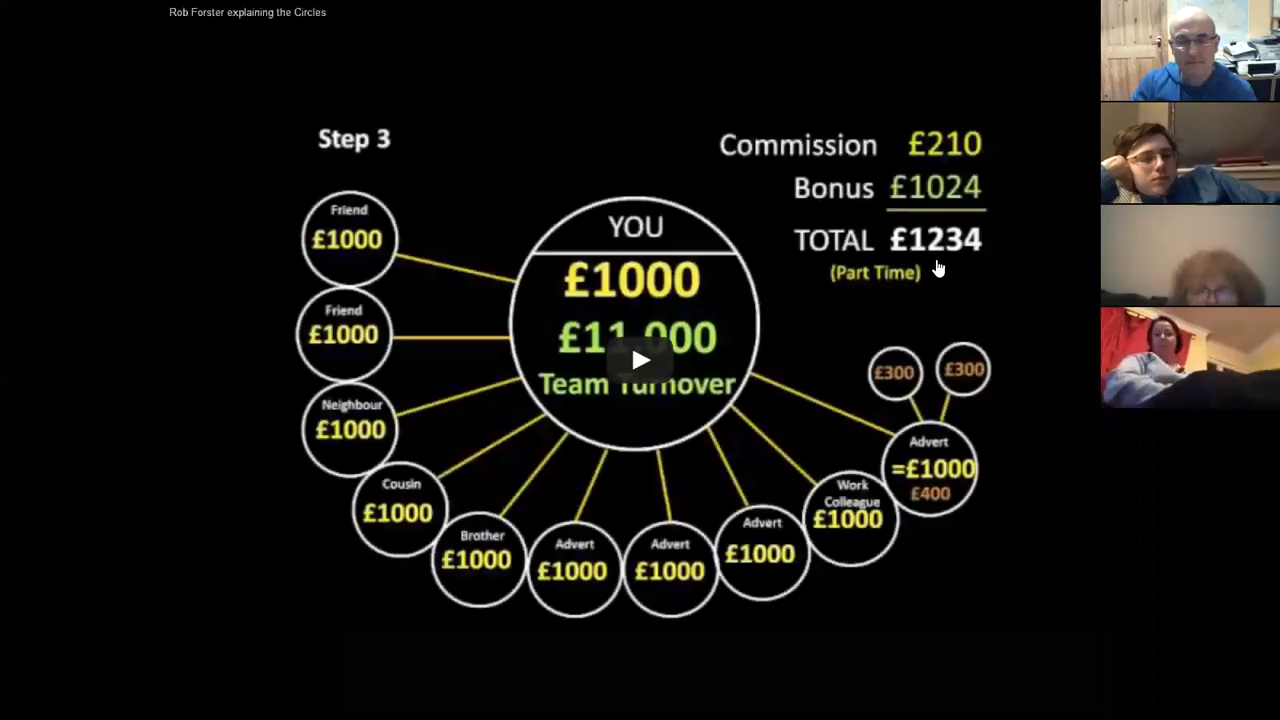 Rob Forster explaining the Circles
Step 3
Commission £210
Bonus £1024
TOTAL £1234
(Part Time)
YOU
£1000
£11,000
Team Turnover
Friend
£1000
Friend
£1000
Neighbour
£1000
Cousin
£1000
Brother
£1000
Advert
£1000
Advert
£1000
Advert
£1000
Work
Colleague
£1000
Advert
=£1000
£400
£300
£300